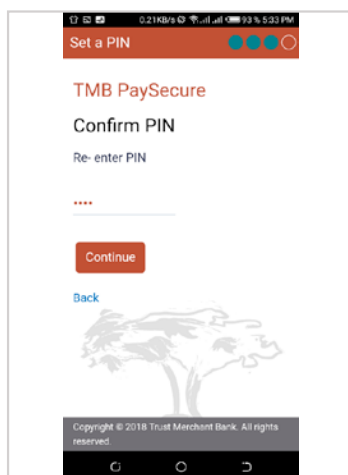 0.21KB/s 93 % 5:33 PM
Set a PIN
TMB PaySecure
Confirm PIN
Re- enter PIN
....
Continue
Back
Copyright © 2018 Trust Merchant Bank. All rights
reserved.